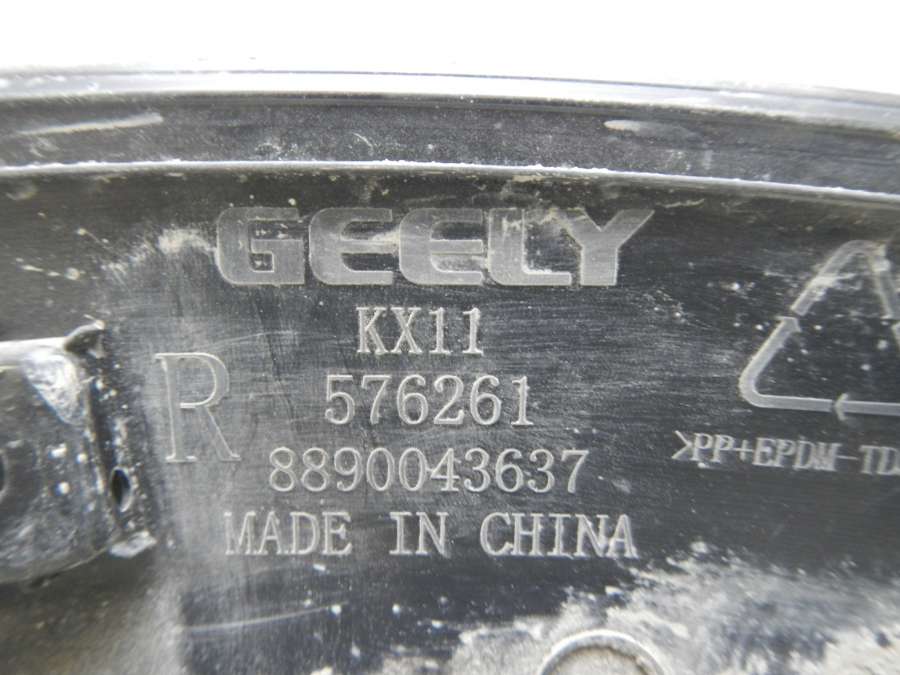 GEELY
KX11
R
576261
8890043637
>PP+EPDM-TD
MADE IN CHINA